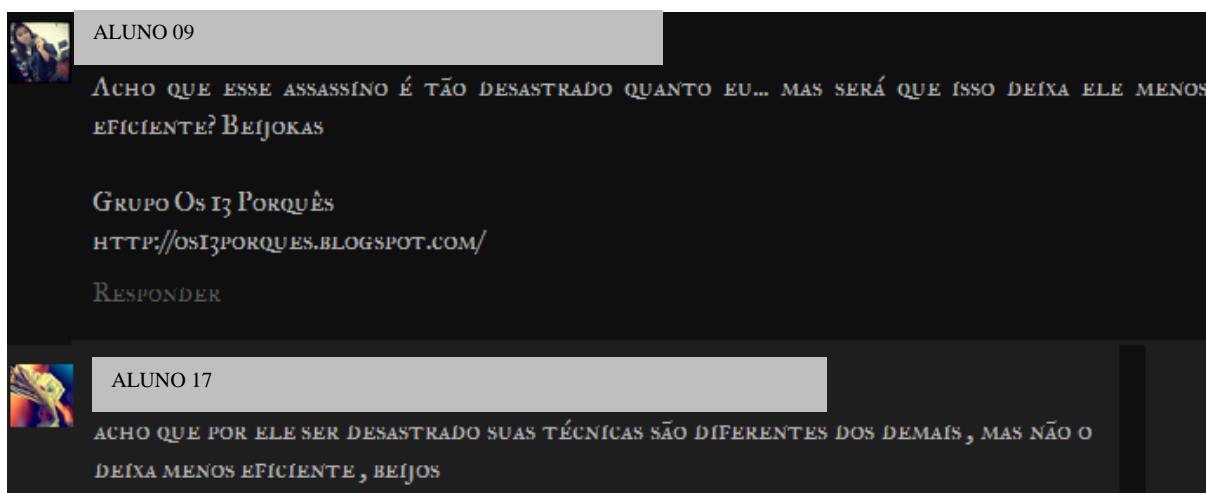 ALUNO 09
Acho que esse assassino é tão desastrado quanto eu... mas será que isso deixa ele menos
eficiente? Beijokas
Grupo Os 13 Porquês
http://os13porques.blogspot.com/
Responder
ALUNO 17
acho que por ele ser desastrado suas técnicas são diferentes dos demais , mas não o
deixa menos eficiente , beijos